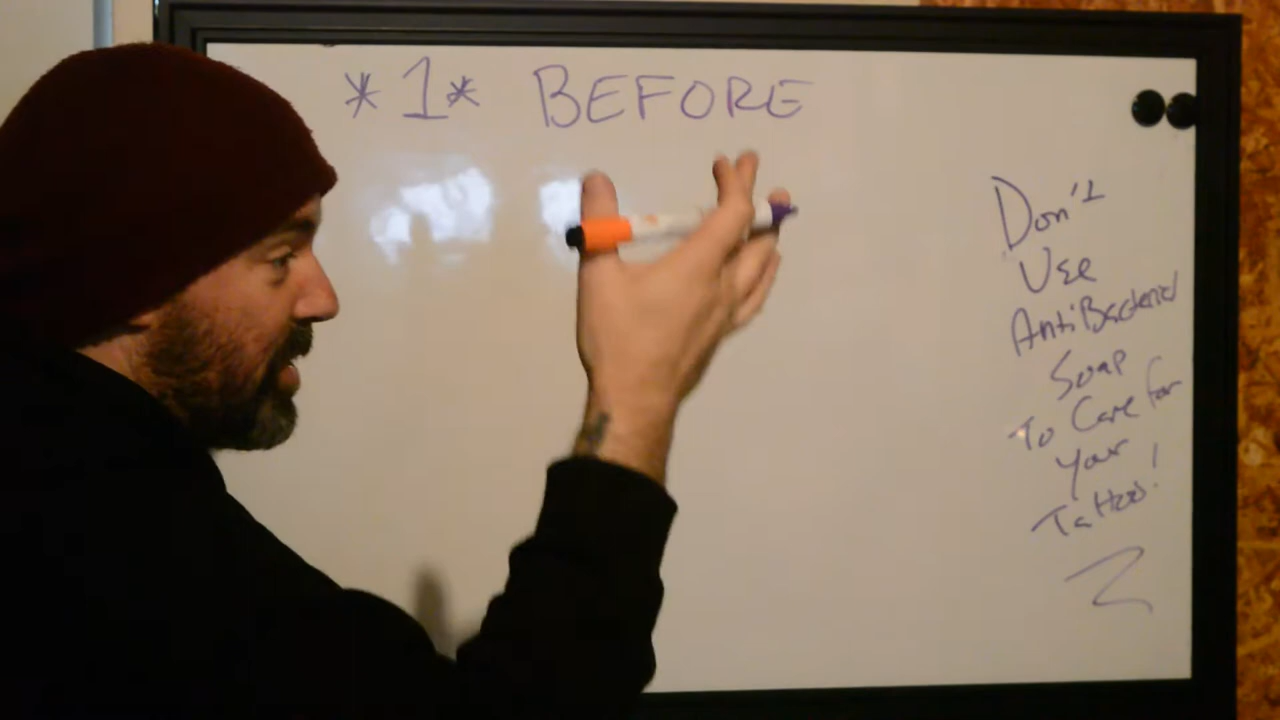 *1* BEFORE
Don't
Use
AntiBacterial
Soap
To Care for
Your
Tattoo!